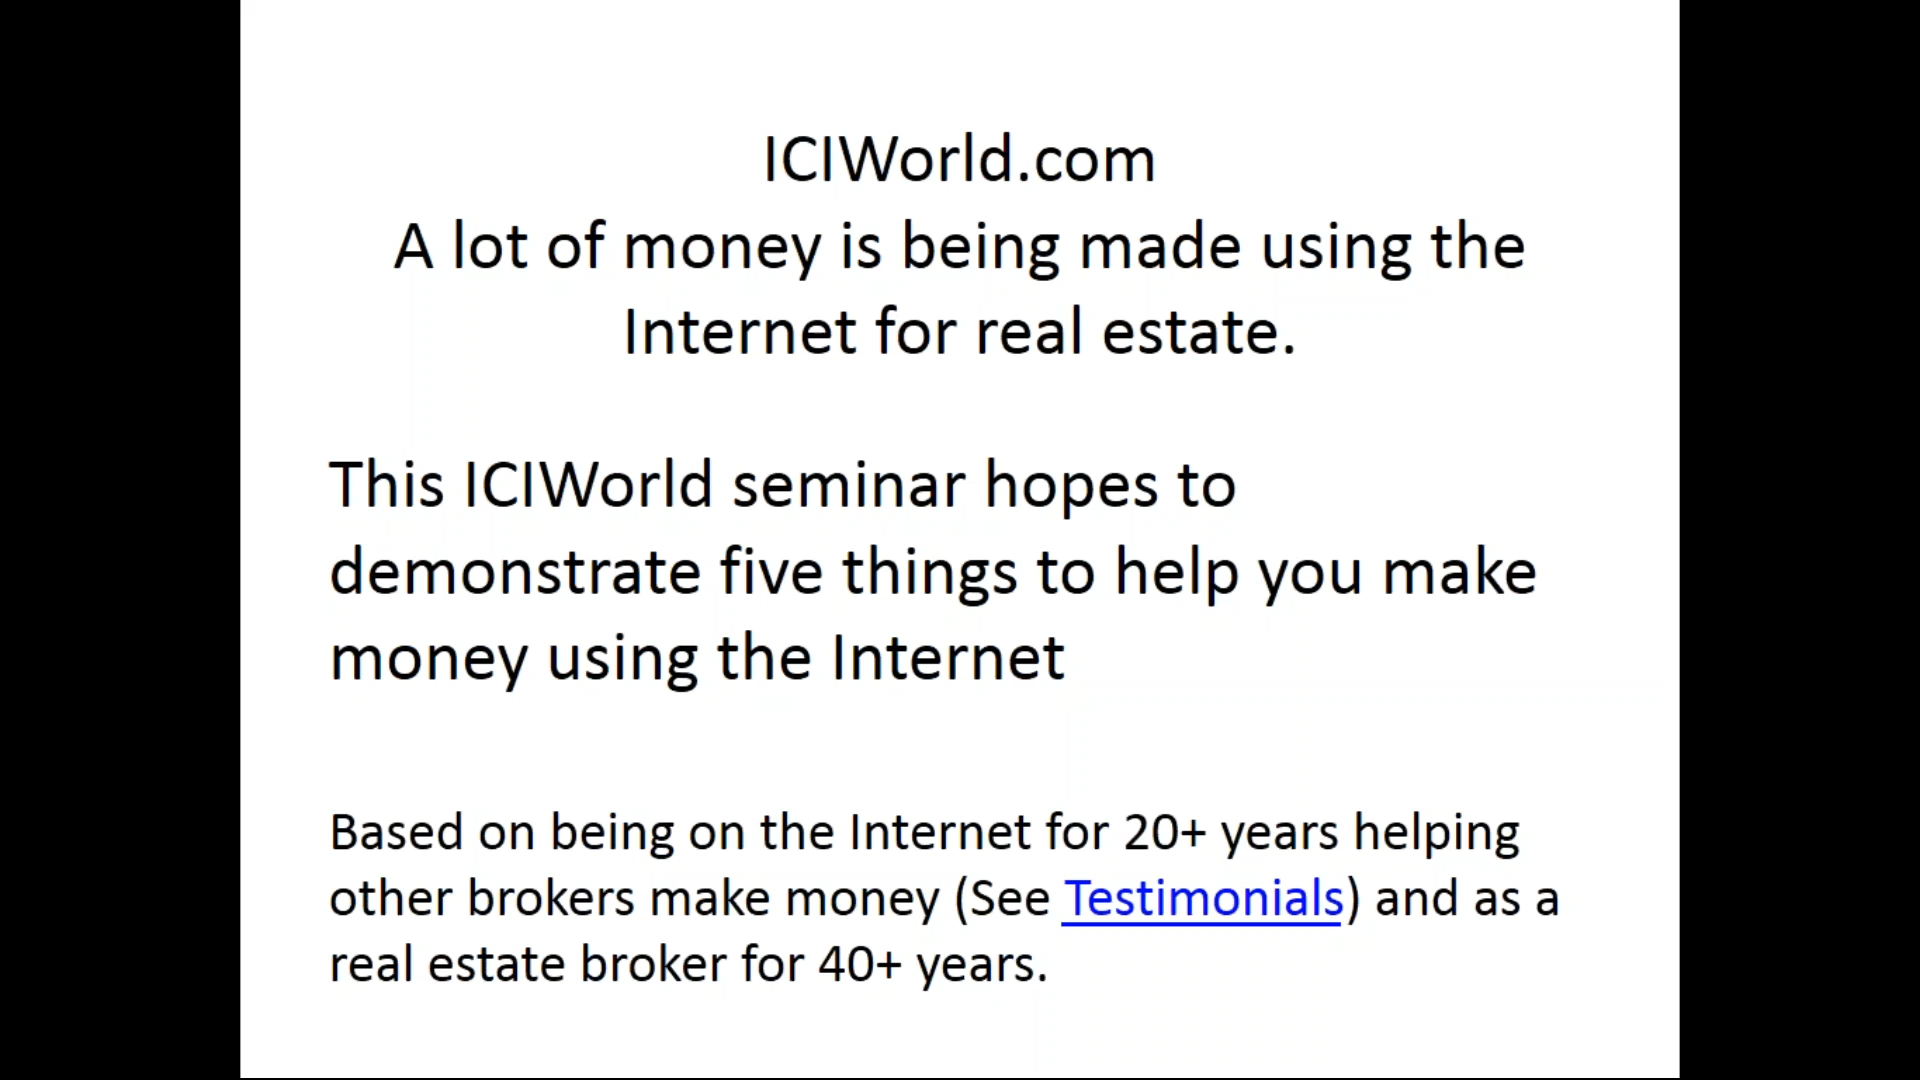 ICIWorld.com
A lot of money is being made using the
Internet for real estate.
This ICIWorld seminar hopes to
demonstrate five things to help you make
money using the Internet
Based on being on the Internet for 20+ years helping
other brokers make money (See Testimonials) and as a
real estate broker for 40+ years.